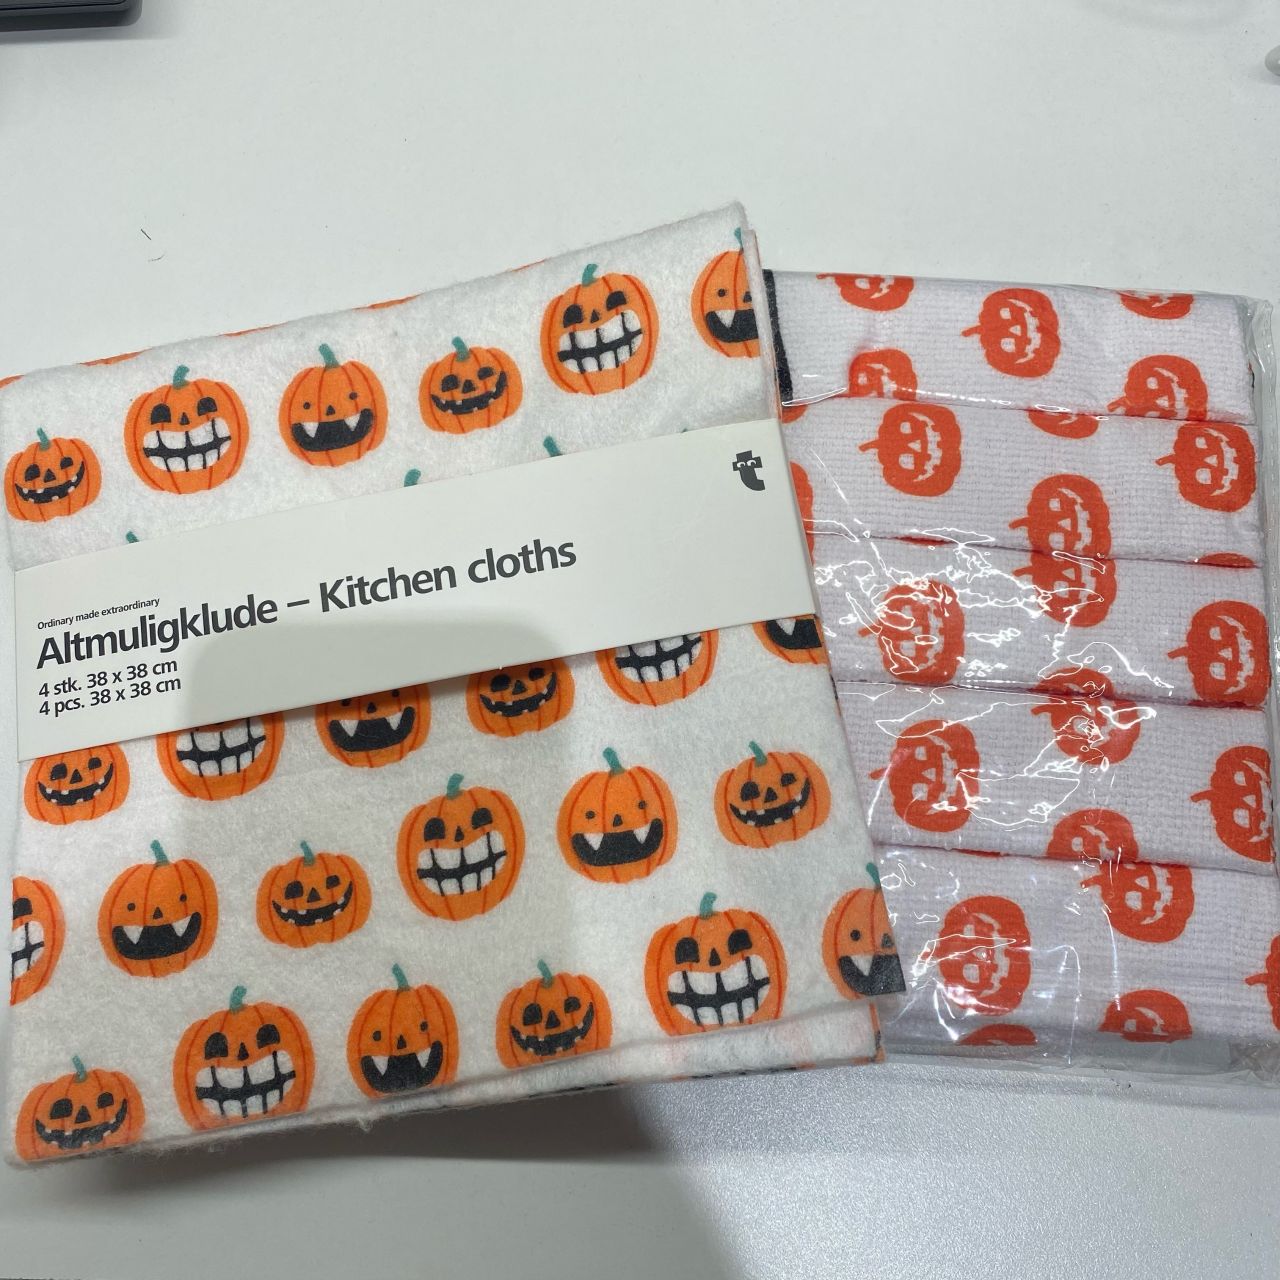 Ordinary made extraordinary
Altmuligklude – Kitchen cloths
4 stk. 38 x 38 cm
4 pcs. 38 x 38 cm